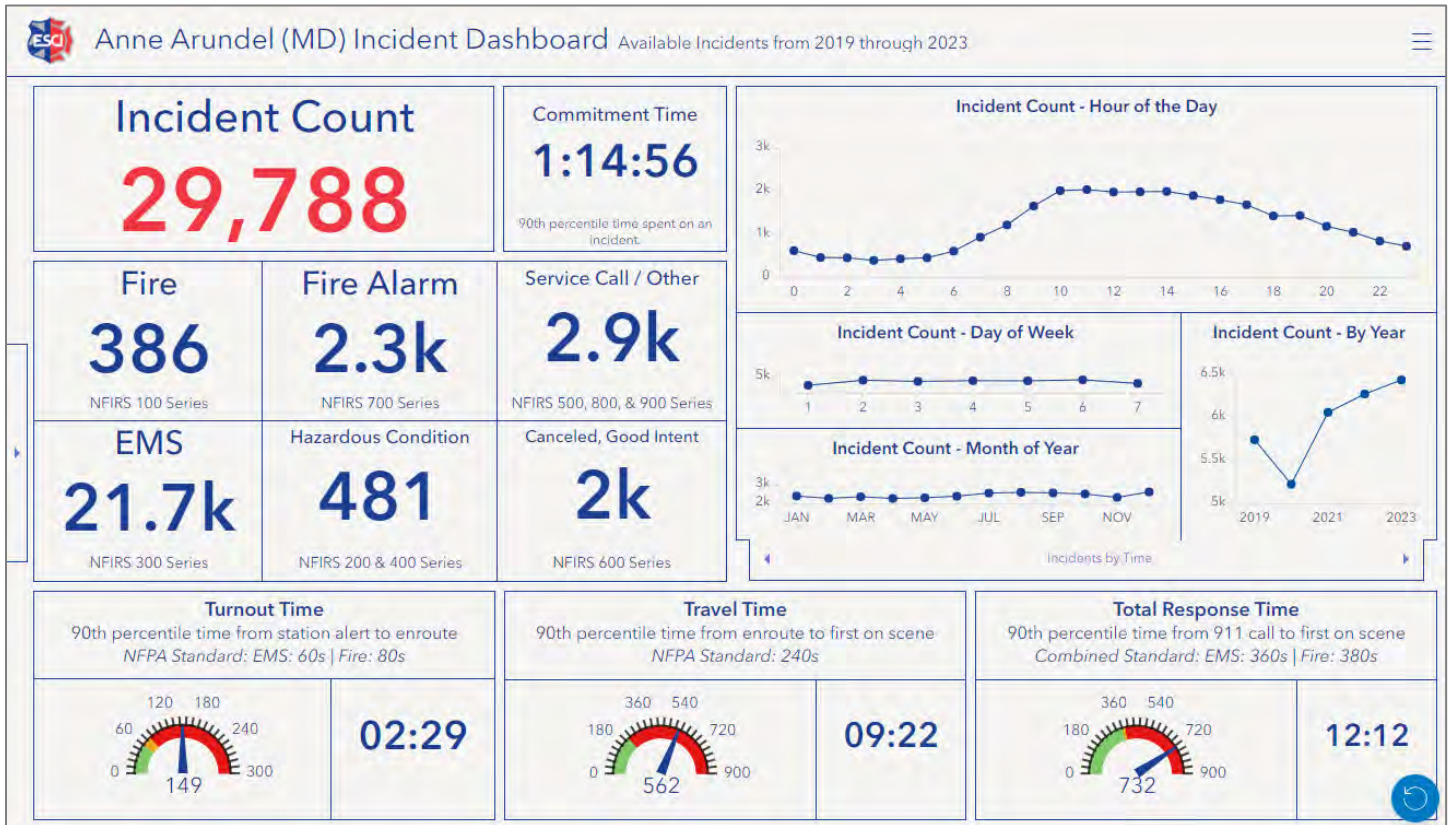 ESCI
Anne Arundel (MD) Incident Dashboard Available Incidents from 2019 through 2023
Incident Count
29,788
Commitment Time
1:14:56
90th percentile time spent on an
incident.
Fire
386
NFIRS 100 Series
Fire Alarm
2.3k
NFIRS 700 Series
Service Call / Other
2.9k
NFIRS 500, 800, & 900 Series
EMS
21.7k
NFIRS 300 Series
Hazardous Condition
481
NFIRS 200 & 400 Series
Canceled, Good Intent
2k
NFIRS 600 Series
Incident Count - Hour of the Day
3k
2k
1k
0
0 2 4 6 8 10 12 14 16 18 20 22
Incident Count - Day of Week
5k
1 2 3 4 5 6 7
Incident Count - Month of Year
3k
2k
JAN MAR MAY JUL SEP NOV
Incident Count - By Year
6.5k
6k
5.5k
5k
2019 2021 2023
Incidents by Time
Turnout Time
90th percentile time from station alert to enroute
NFPA Standard: EMS: 60s | Fire: 80s
0 60 120 180 240 300
149
02:29
Travel Time
90th percentile time from enroute to first on scene
NFPA Standard: 240s
0 180 360 540 720 900
562
09:22
Total Response Time
90th percentile time from 911 call to first on scene
Combined Standard: EMS: 360s | Fire: 380s
0 180 360 540 720 900
732
12:12